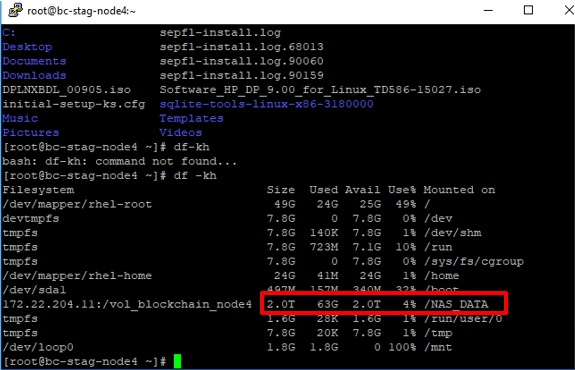 root@bc-stag-node4:~
C: sepfl-install.log
Desktop sepfl-install.log.68013
Documents sepfl-install.log.90060
Downloads sepfl-install.log.90159
DPLNXBDL_00905.iso Software_HP_DP_9.00_for_Linux_TD586-15027.iso
initial-setup-ks.cfg sqlite-tools-linux-x86-3180000
Music Templates
Pictures Videos
[root@bc-stag-node4 ~]# df-kh
bash: df-kh: command not found...
[root@bc-stag-node4 ~]# df -kh
Filesystem Size Used Avail Use% Mounted on
/dev/mapper/rhel-root 49G 24G 25G 49% /
devtmpfs 7.8G 0 7.8G 0% /dev
tmpfs 7.8G 140K 7.8G 1% /dev/shm
tmpfs 7.8G 723M 7.1G 10% /run
tmpfs 7.8G 0 7.8G 0% /sys/fs/cgroup
/dev/mapper/rhel-home 24G 41M 24G 1% /home
/dev/sda1 497M 157M 340M 32% /boot
172.22.204.11:/vol_blockchain_node4 2.0T 63G 2.0T 4% /NAS_DATA
tmpfs 1.6G 28K 1.6G 1% /run/user/0
tmpfs 7.8G 20K 7.8G 1% /tmp
/dev/loop0 1.8G 1.8G 0 100% /mnt
[root@bc-stag-node4 ~]#